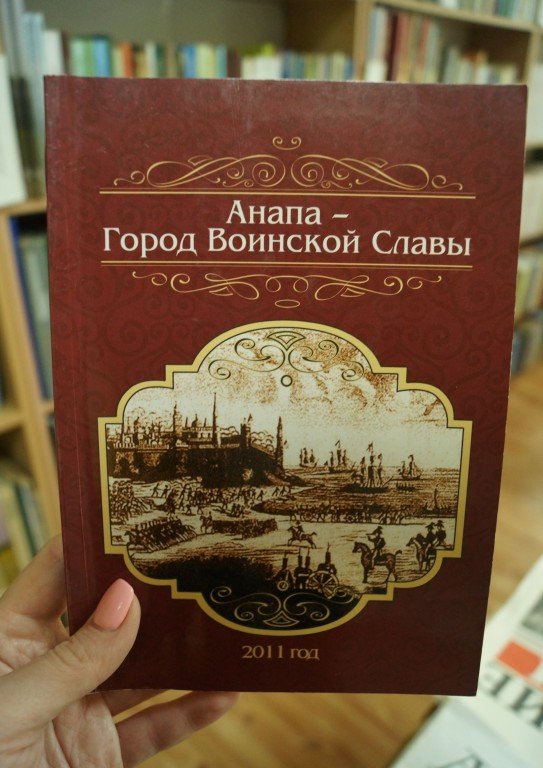 Анапа –
Город Воинской Славы
2011 год